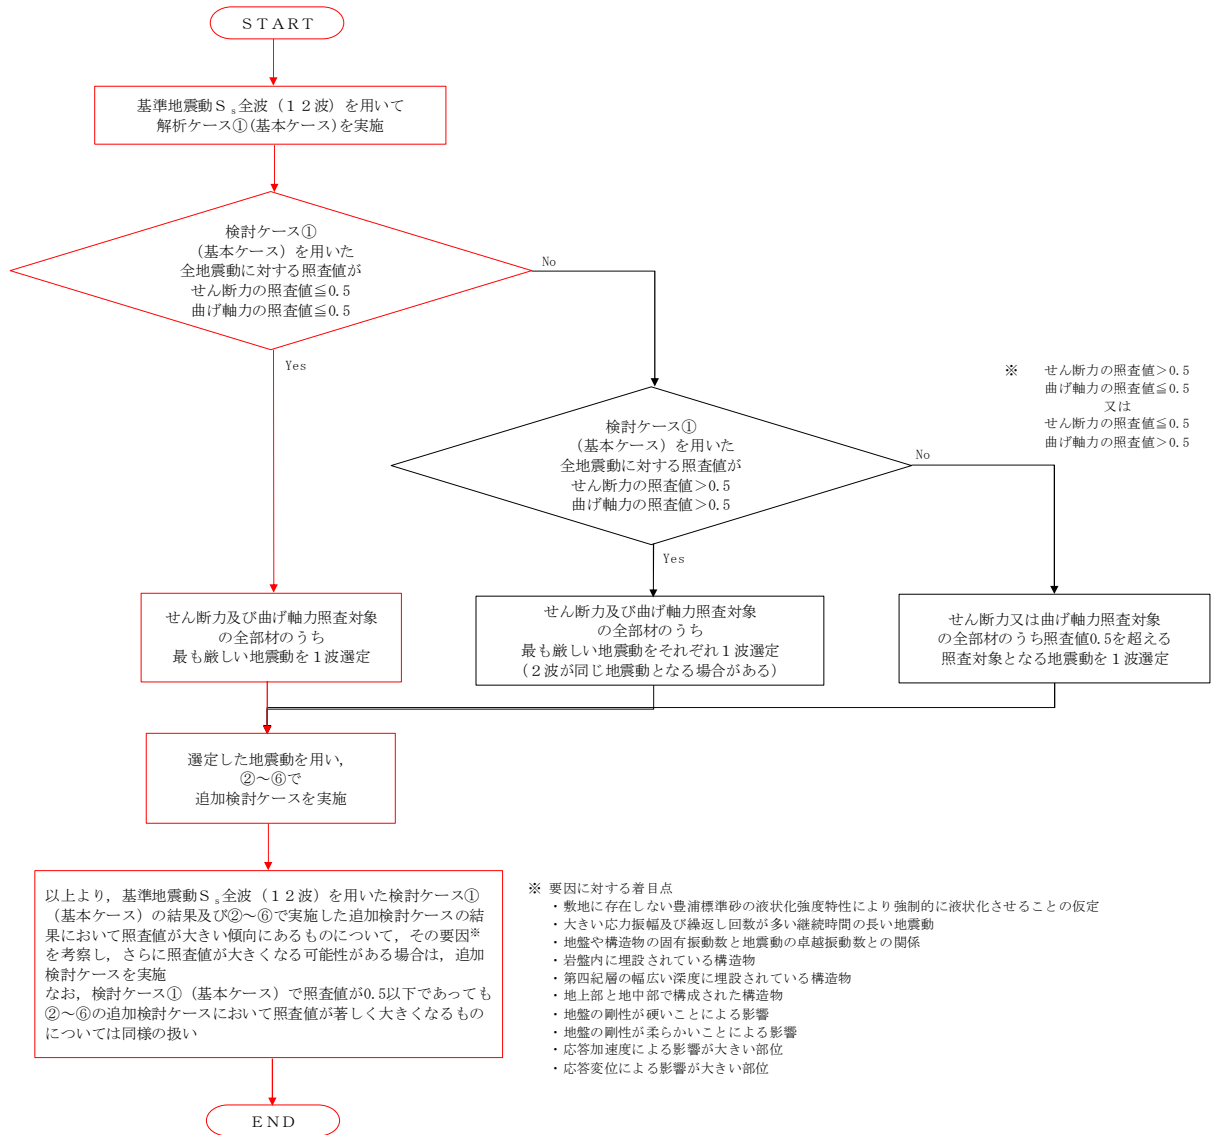 ＳＴＡＲＴ
基準地震動Ｓs全波（１２波）を用いて
解析ケース①(基本ケース)を実施
検討ケース①
（基本ケース）を用いた
全地震動に対する照査値が
せん断力の照査値≦0.5
曲げ軸力の照査値≦0.5
No
Yes
※　せん断力の照査値>0.5
曲げ軸力の照査値≦0.5
又は
せん断力の照査値≦0.5
曲げ軸力の照査値>0.5
検討ケース①
（基本ケース）を用いた
全地震動に対する照査値が
せん断力の照査値>0.5
曲げ軸力の照査値>0.5
No
Yes
せん断力及び曲げ軸力照査対象
の全部材のうち
最も厳しい地震動を１波選定
せん断力及び曲げ軸力照査対象
の全部材のうち
最も厳しい地震動をそれぞれ１波選定
（２波が同じ地震動となる場合がある）
せん断力又は曲げ軸力照査対象
の全部材のうち照査値0.5を超える
照査対象となる地震動を１波選定
選定した地震動を用い，
②～⑥で
追加検討ケースを実施
以上より，基準地震動Ｓs全波（１２波）を用いた検討ケース①
（基本ケース）の結果及び②～⑥で実施した追加検討ケースの結
果において照査値が大きい傾向にあるものについて，その要因※
を考察し，さらに照査値が大きくなる可能性がある場合は，追加
検討ケースを実施
なお，検討ケース①（基本ケース）で照査値が0.5以下であっても
②～⑥の追加検討ケースにおいて照査値が著しく大きくなるもの
については同様の扱い
※ 要因に対する着目点
・敷地に存在しない豊浦標準砂の液状化強度特性により強制的に液状化させることの仮定
・大きい応力振幅及び繰返し回数が多い継続時間の長い地震動
・地盤や構造物の固有振動数と地震動の卓越振動数との関係
・岩盤内に埋設されている構造物
・第四紀層の幅広い深度に埋設されている構造物
・地上部と地中部で構成された構造物
・地盤の剛性が硬いことによる影響
・地盤の剛性が柔らかいことによる影響
・応答加速度による影響が大きい部位
・応答変位による影響が大きい部位
ＥＮＤ